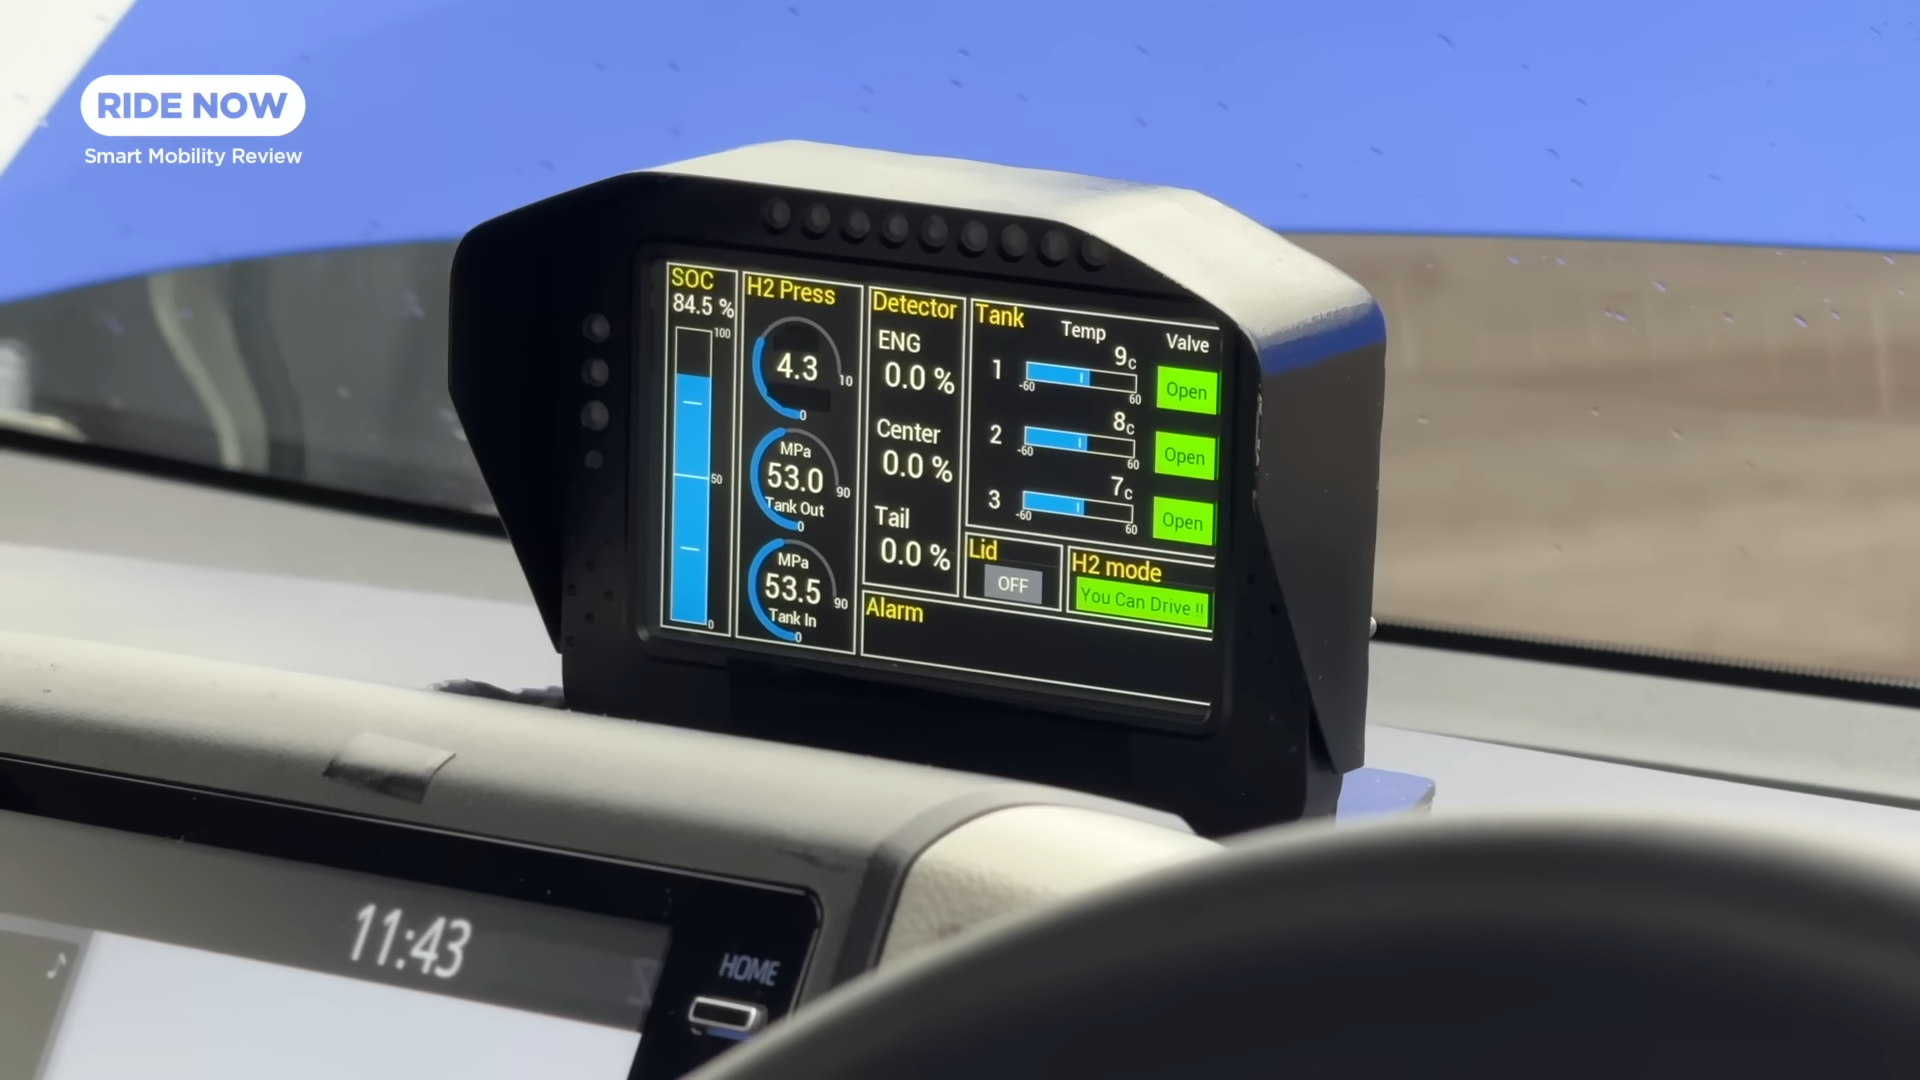 RIDE NOW
Smart Mobility Review
SOC
84.5 %
100
50
0
H2 Press
4.3
10
0
MPa
53.0
90
Tank Out
0
MPa
53.5
90
Tank In
0
Detector
ENG
0.0 %
Center
0.0 %
Tail
0.0 %
Tank
Temp
Valve
1
9c
-60
60
Open
2
8c
-60
60
Open
3
7c
-60
60
Open
Lid
OFF
H2 mode
You Can Drive !!
Alarm
11:43
HOME